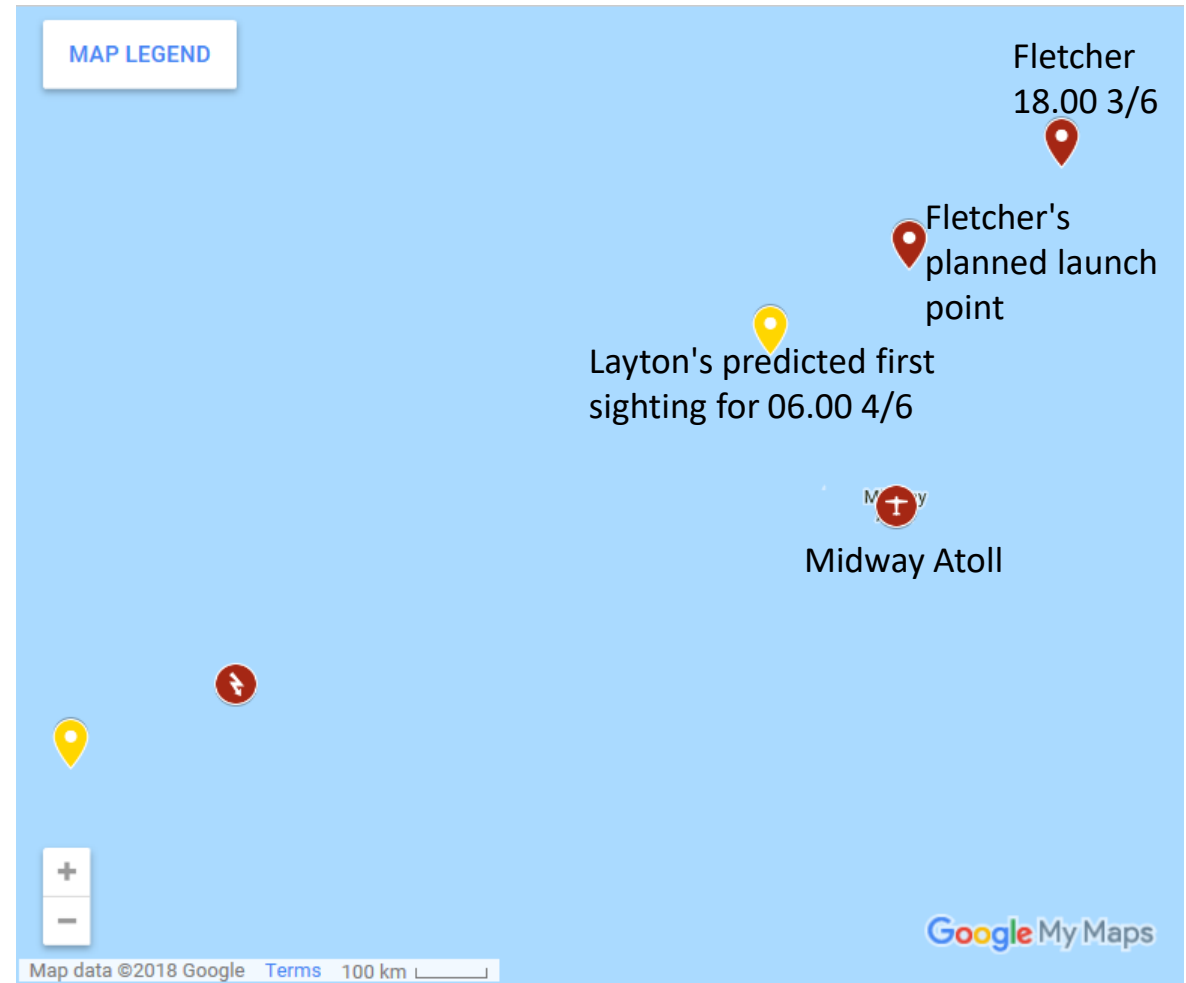 MAP LEGEND
Fletcher
18.00 3/6
Fletcher's
planned launch
point
Layton's predicted first
sighting for 06.00 4/6
Midway Atoll
Google My Maps
Map data ©2018 Google Terms 100 km